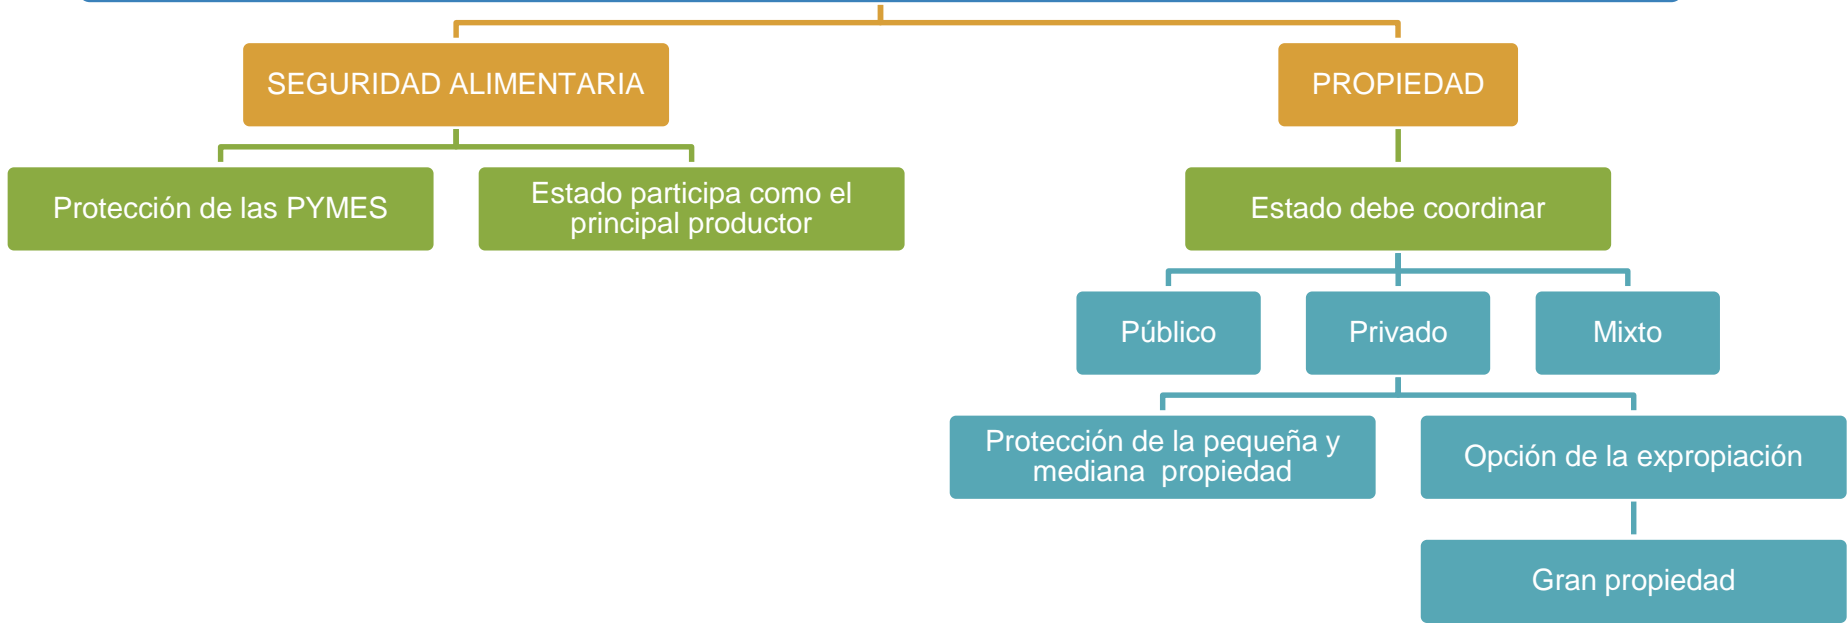 SEGURIDAD ALIMENTARIA
PROPIEDAD
Protección de las PYMES
Estado participa como el
principal productor
Estado debe coordinar
Público
Privado
Mixto
Protección de la pequeña y
mediana  propiedad
Opción de la expropiación
Gran propiedad